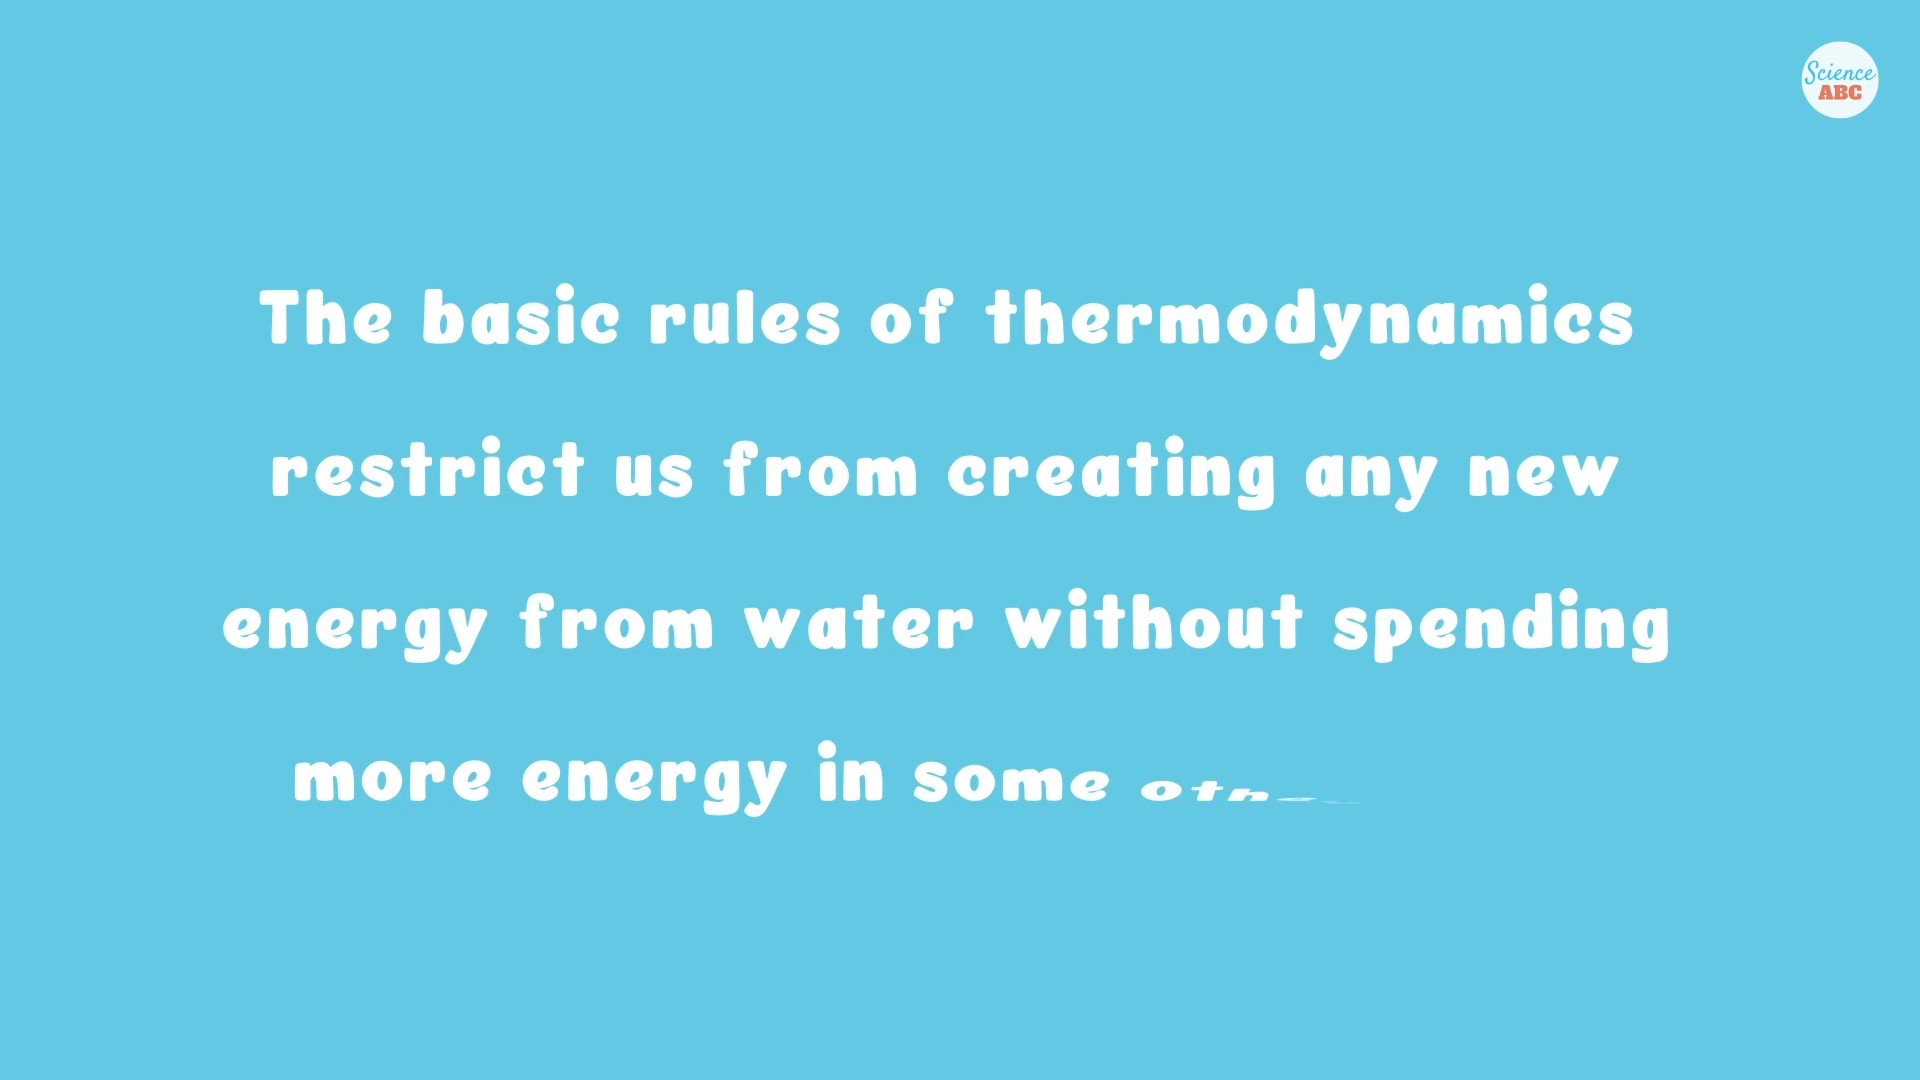 Science
ABC
The basic rules of thermodynamics
restrict us from creating any new
energy from water without spending
more energy in some